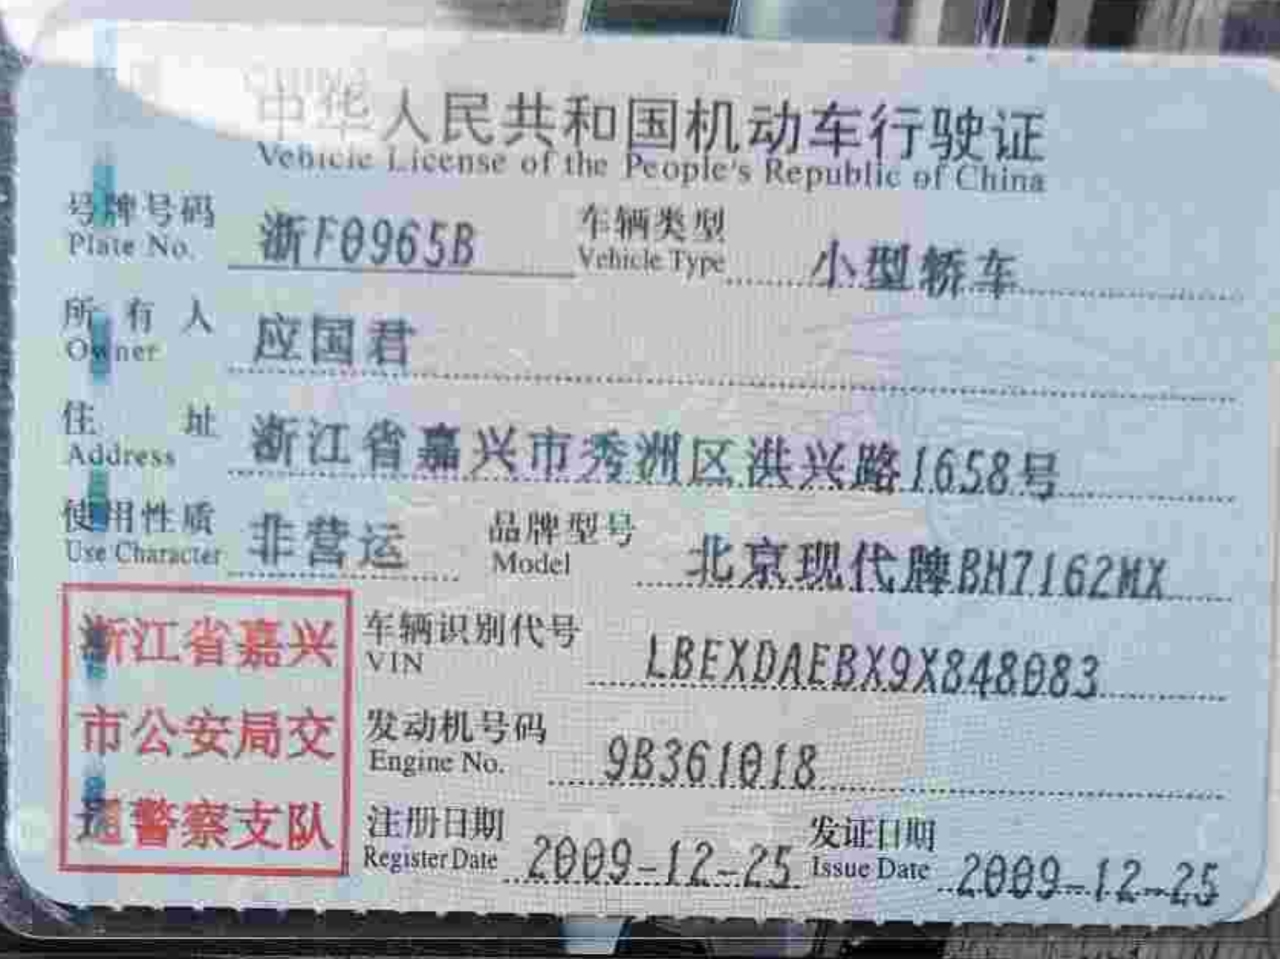 中华人民共和国机动车行驶证
Vehicle License of the People's Republic of China
号牌号码 浙F0965B 车辆类型 小型轿车
Plate No. Vehicle Type
所有人 应国君
Owner
住址 浙江省嘉兴市秀洲区洪兴路1658号
Address
使用性质 非营运 品牌型号 北京现代牌BH7162MX
Use Character Model
浙江省嘉兴
市公安局交
通警察支队
车辆识别代号 LBEXDAEBX9X848083
VIN
发动机号码 9B361018
Engine No.
注册日期 2009-12-25 发证日期 2009-12-25
Register Date Issue Date